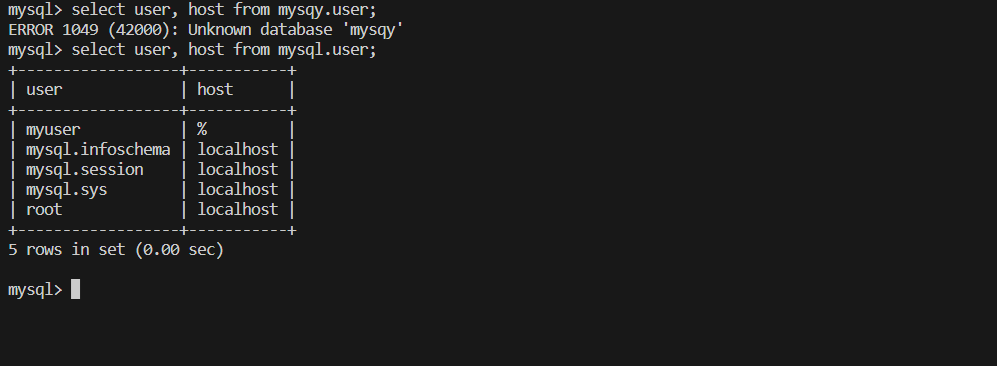 mysql> select user, host from mysqy.user;
ERROR 1049 (42000): Unknown database 'mysqy'
mysql> select user, host from mysql.user;
+------------------+-----------+
| user             | host      |
+------------------+-----------+
| myuser           | %         |
| mysql.infoschema | localhost |
| mysql.session    | localhost |
| mysql.sys        | localhost |
| root             | localhost |
+------------------+-----------+
5 rows in set (0.00 sec)
mysql>